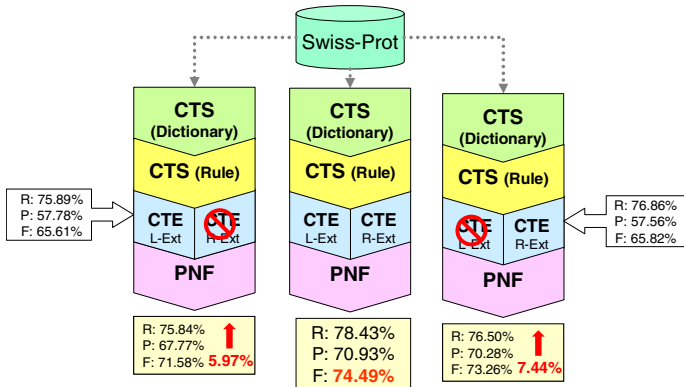 Swiss-Prot
CTS
(Dictionary)
CTS (Rule)
CTE
L-Ext
CTE
R-Ext
PNF
R: 75.89%
P: 57.78%
F: 65.61%
R: 75.84%
P: 67.77%
F: 71.58% 5.97%
CTS
(Dictionary)
CTS (Rule)
CTE
L-Ext
CTE
R-Ext
PNF
R: 78.43%
P: 70.93%
F: 74.49%
CTS
(Dictionary)
CTS (Rule)
CTE
L-Ext
CTE
R-Ext
PNF
R: 76.86%
P: 57.56%
F: 65.82%
R: 76.50%
P: 70.28%
F: 73.26% 7.44%